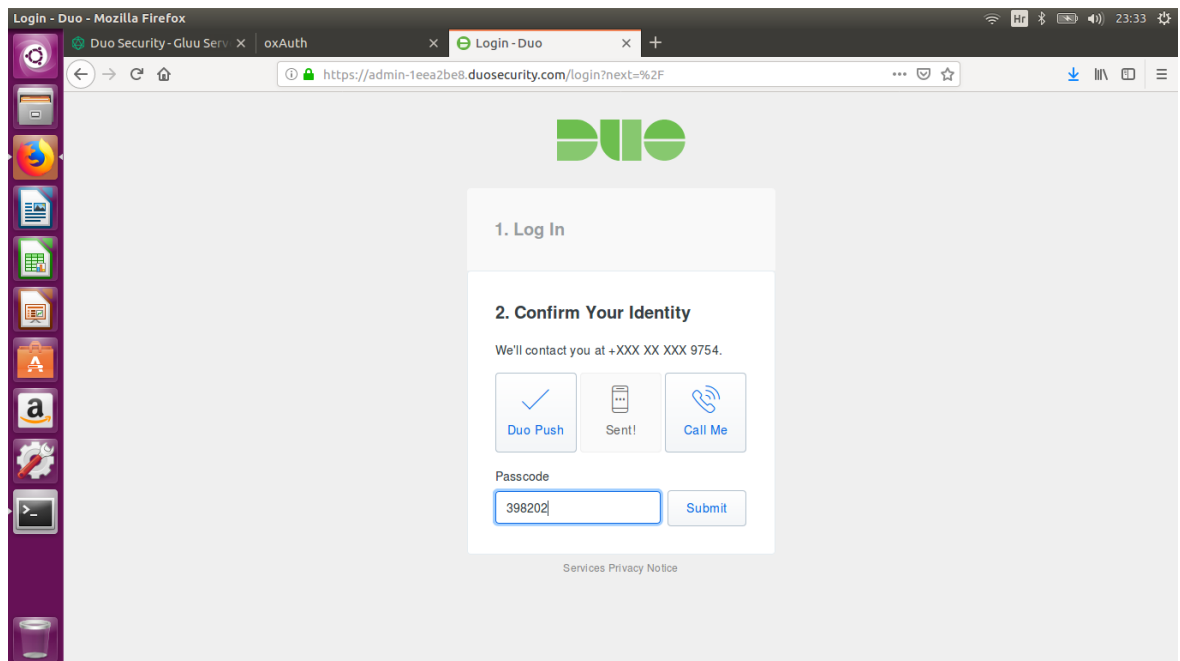 Login - Duo - Mozilla Firefox
Hr
23:33
Duo Security - Gluu Serv
oxAuth
Login - Duo
https://admin-1eea2be8.duosecurity.com/login?next=%2F
DUO
1. Log In
2. Confirm Your Identity
We'll contact you at +XXX XX XXX 9754.
Duo Push
Sent!
Call Me
Passcode
398202
Submit
Services Privacy Notice